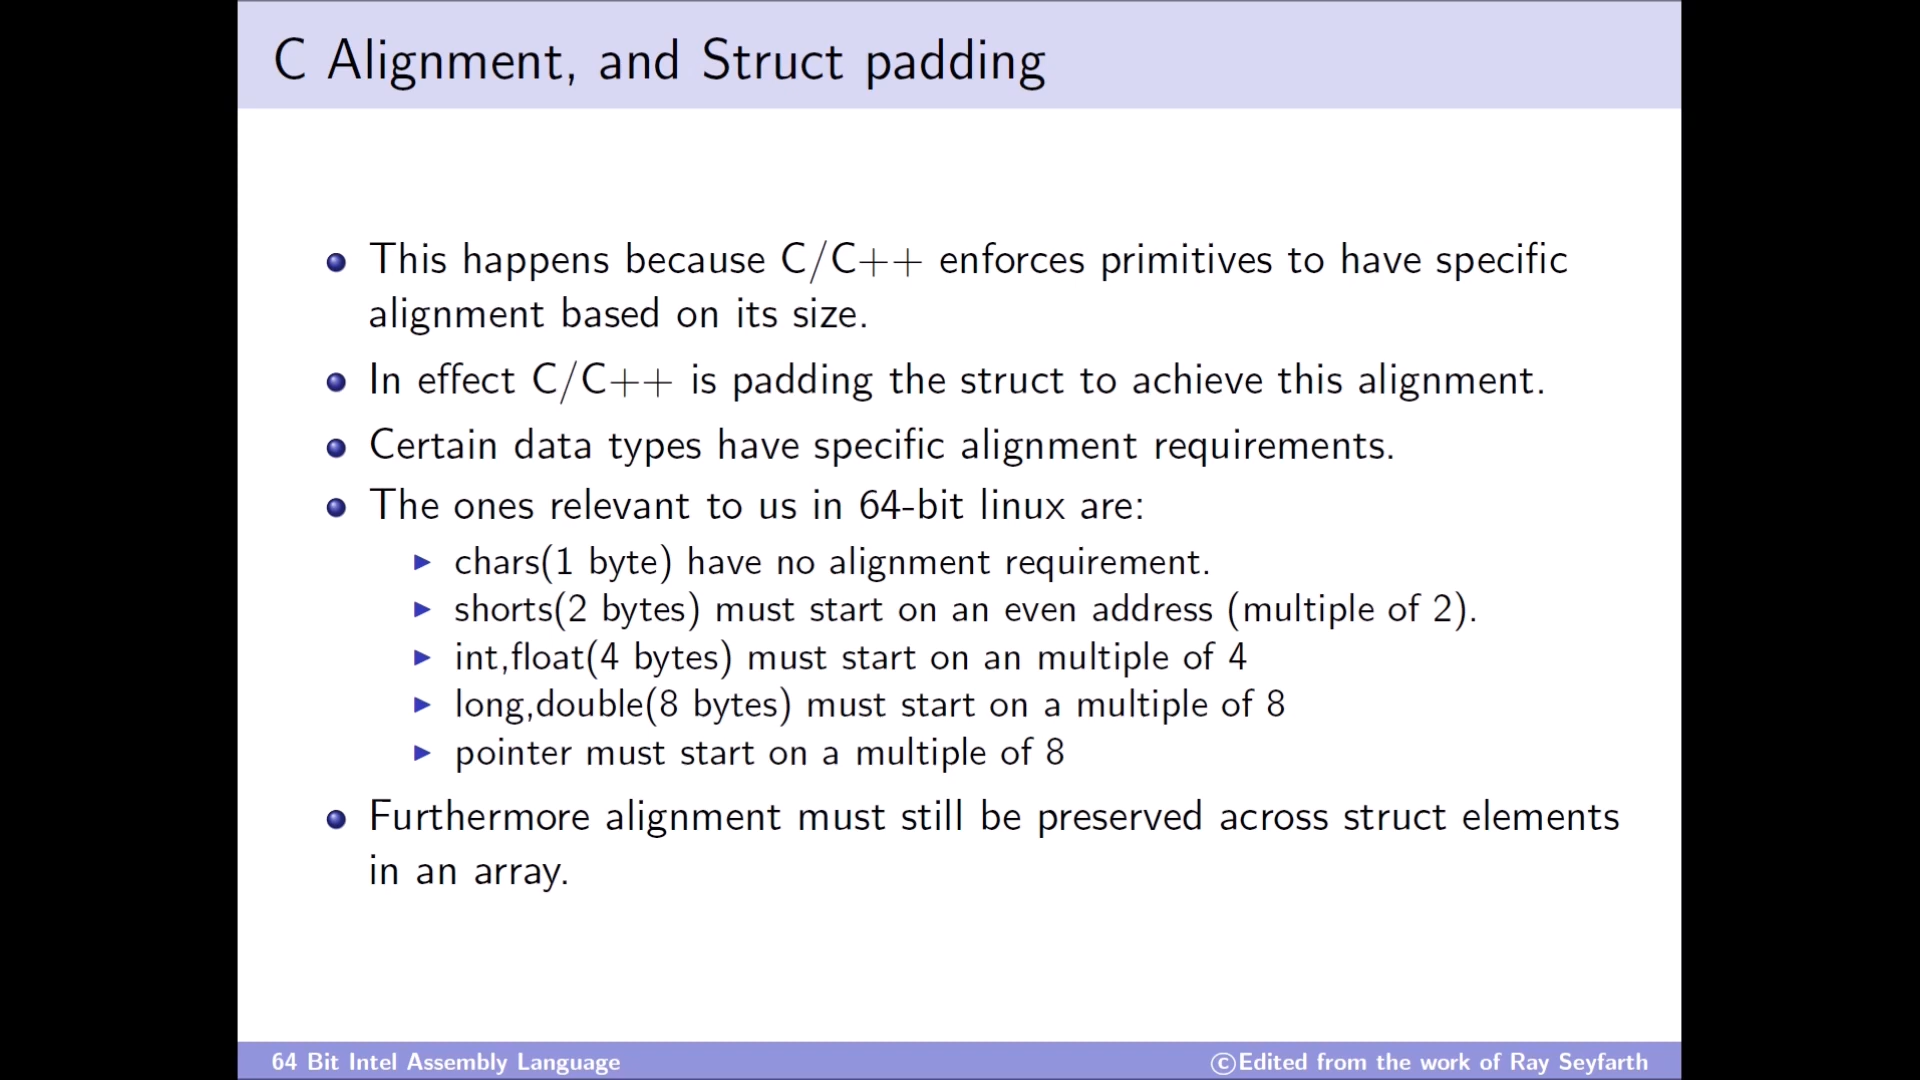 C Alignment, and Struct padding
This happens because C/C++ enforces primitives to have specific
alignment based on its size.
In effect C/C++ is padding the struct to achieve this alignment.
Certain data types have specific alignment requirements.
The ones relevant to us in 64-bit linux are:
chars(1 byte) have no alignment requirement.
shorts(2 bytes) must start on an even address (multiple of 2).
int,float(4 bytes) must start on an multiple of 4
long,double(8 bytes) must start on a multiple of 8
pointer must start on a multiple of 8
Furthermore alignment must still be preserved across struct elements
in an array.
64 Bit Intel Assembly Language
©Edited from the work of Ray Seyfarth